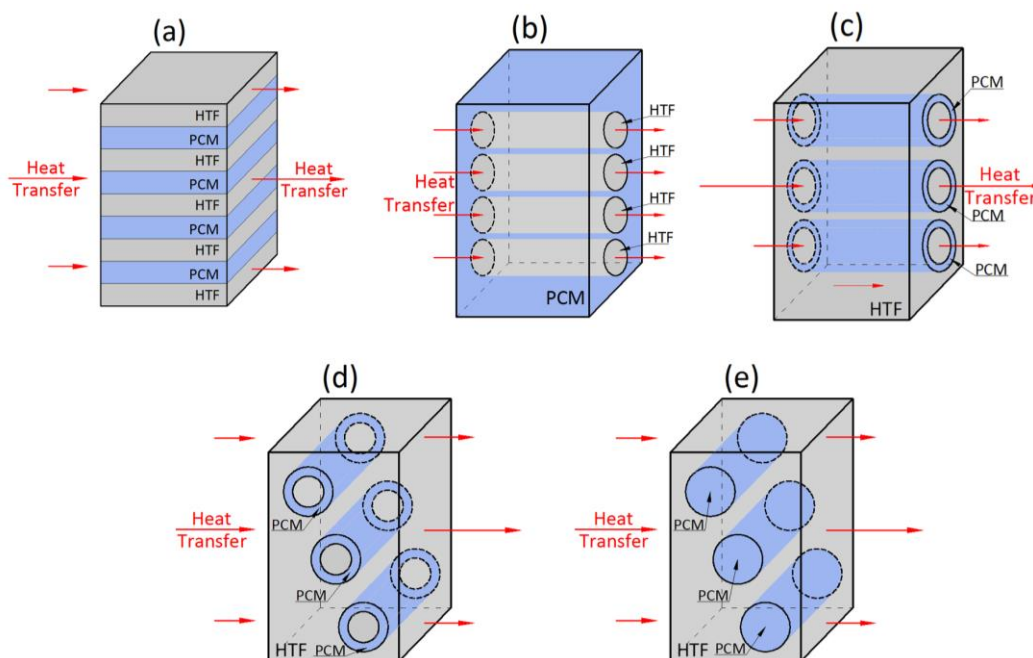 (a)
HTF
PCM
HTF
PCM
HTF
PCM
HTF
PCM
HTF
Heat
Transfer
Heat
Transfer
(b)
HTF
HTF
HTF
HTF
Heat
Transfer
PCM
(c)
PCM
PCM
PCM
Heat
Transfer
HTF
(d)
Heat
Transfer
PCM
PCM
HTF
PCM
(e)
Heat
Transfer
PCM
PCM
HTF
PCM